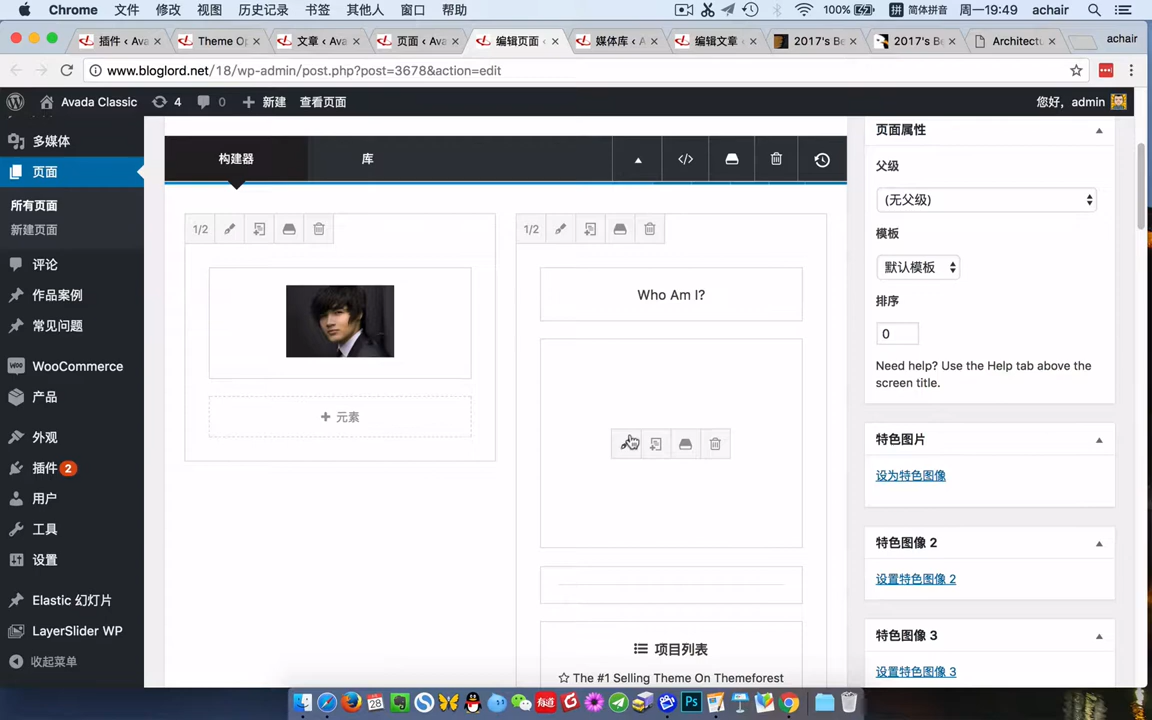 Chrome 文件 修改 视图 历史记录 书签 其他人 窗口 帮助 100% 拼 简体拼音 周一19:49 achair
插件 ‹ Ava × Theme Op × 文章 ‹ Ava × 页面 ‹ Ava × 编辑页面 ‹ × 媒体库 ‹ A × 编辑文章 ‹ × 2017's Be × 2017's Be × Architectu × achair
www.bloglord.net/18/wp-admin/post.php?post=3678&action=edit
Avada Classic 4 0 新建 查看页面 您好，admin
多媒体
页面
所有页面
新建页面
评论
作品案例
常见问题
WooCommerce
产品
外观
插件 2
用户
工具
设置
Elastic 幻灯片
LayerSlider WP
收起菜单
构建器 库
1/2
元素
1/2
Who Am I?
项目列表
The #1 Selling Theme On Themeforest
页面属性
父级
(无父级)
模板
默认模板
排序
0
Need help? Use the Help tab above the
screen title.
特色图片
设为特色图片
特色图像 2
设置特色图像 2
特色图像 3
设置特色图像 3
28 有道 Ps